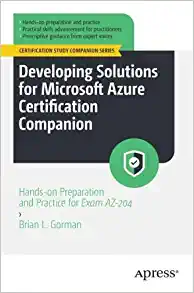 - Hands-on preparation and practice
- Practical skills advancement for practitioners
- Prescriptive guidance from expert voices
CERTIFICATION STUDY COMPANION SERIES
Developing Solutions
for Microsoft Azure
Certification
Companion
Hands-on Preparation
and Practice for Exam AZ-204
›
Brian L. Gorman
Apress®